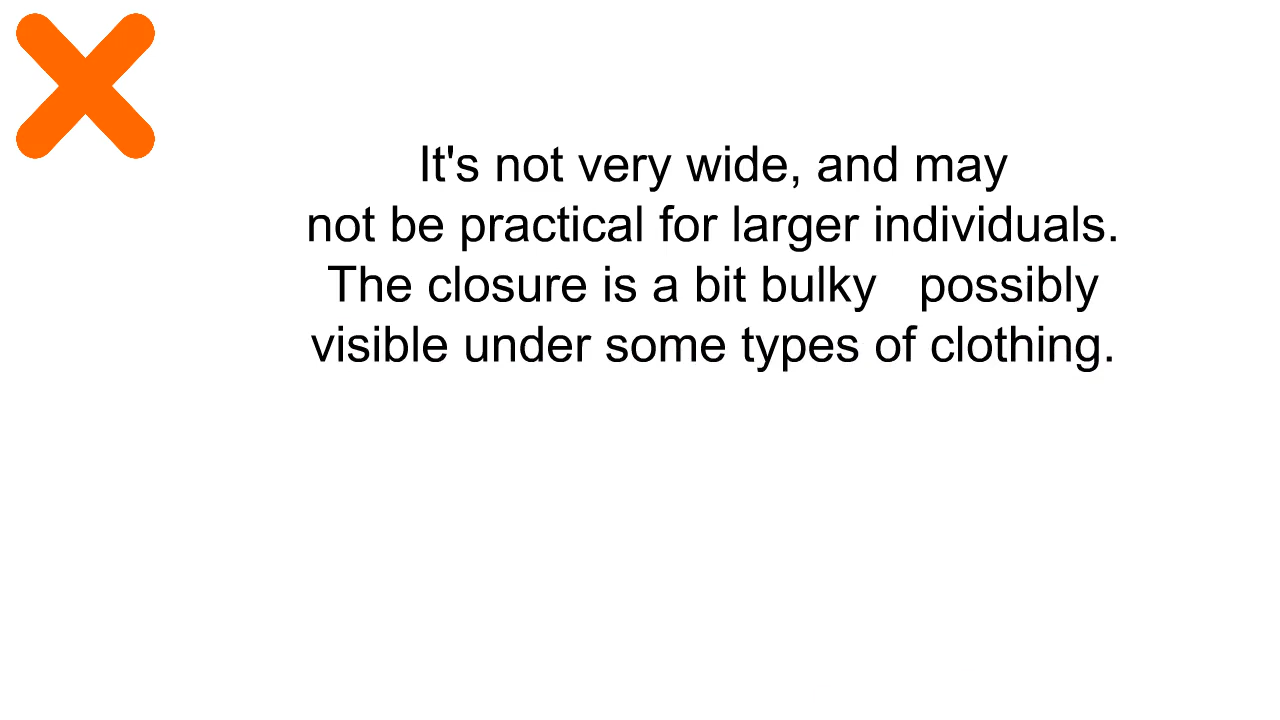 It's not very wide, and may
not be practical for larger individuals.
The closure is a bit bulky   possibly
visible under some types of clothing.